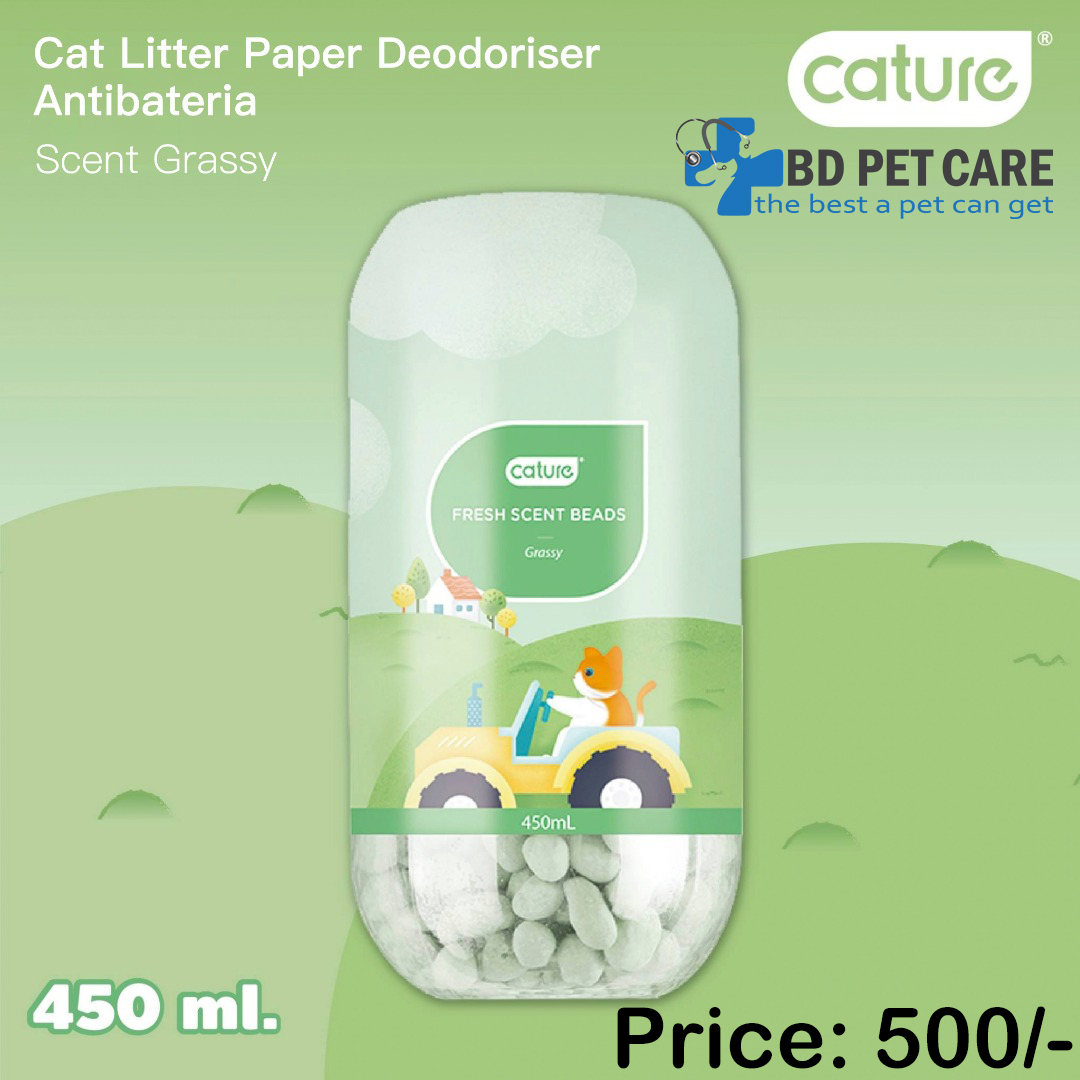 Cat Litter Paper Deodoriser
Antibateria
Scent Grassy
cature®
BD PET CARE
the best a pet can get
cature®
FRESH SCENT BEADS
Grassy
450mL
450 ml.
Price: 500/-